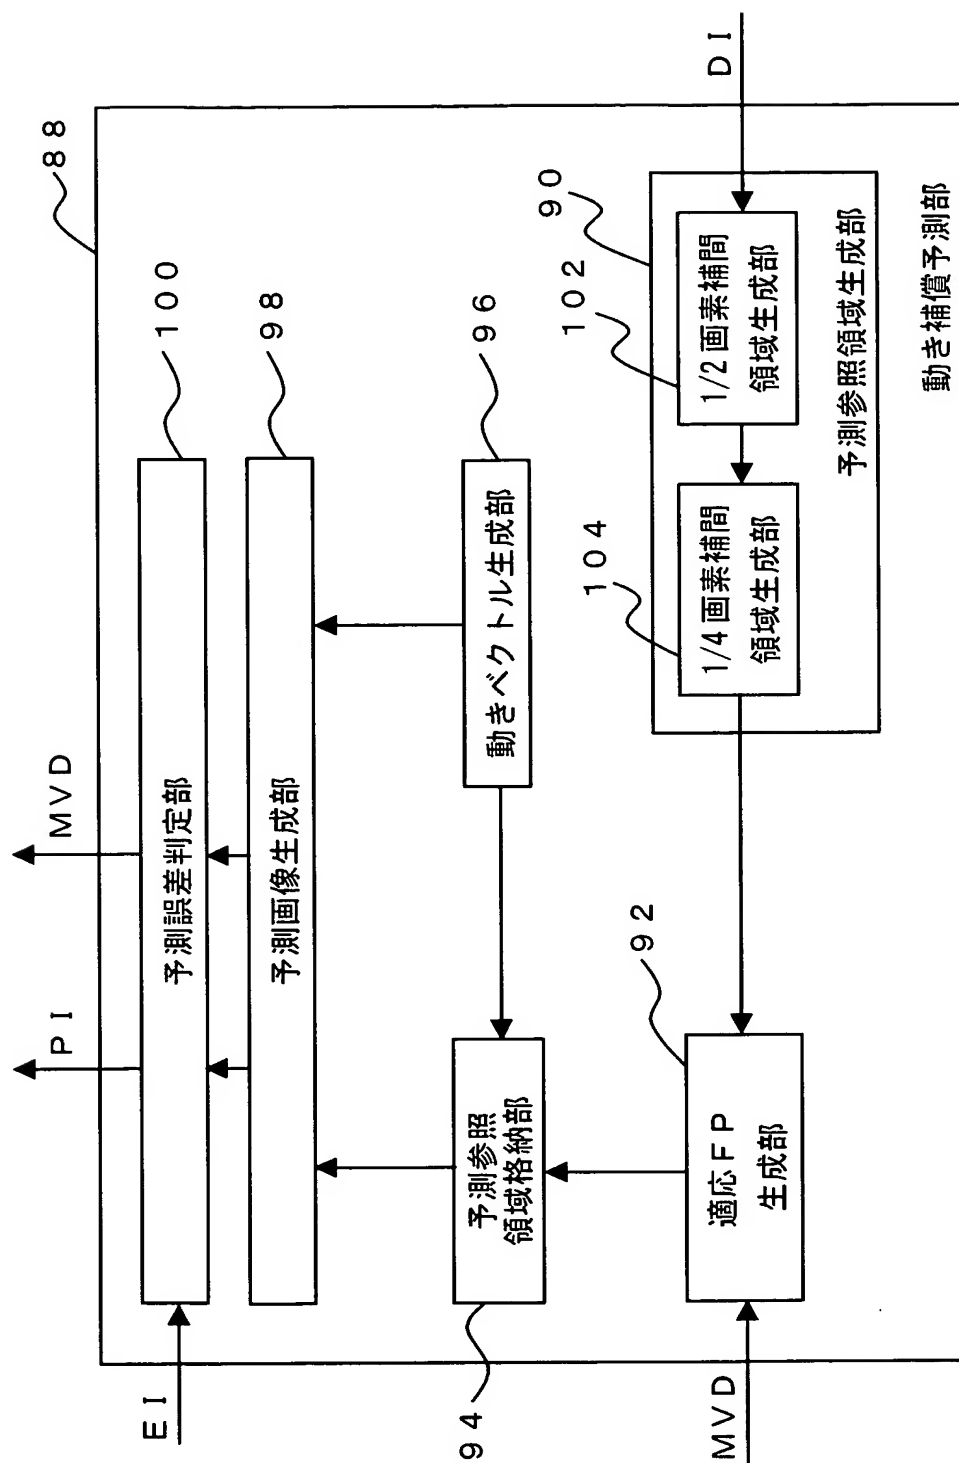 88
MVD
PI
EI
100
予測誤差判定部
98
予測画像生成部
96
動きベクトル生成部
94
予測参照
領域格納部
92
適応FP
生成部
MVD
90
102
1/2画素補間
領域生成部
104
1/4画素補間
領域生成部
予測参照領域生成部
DI
動き補償予測部